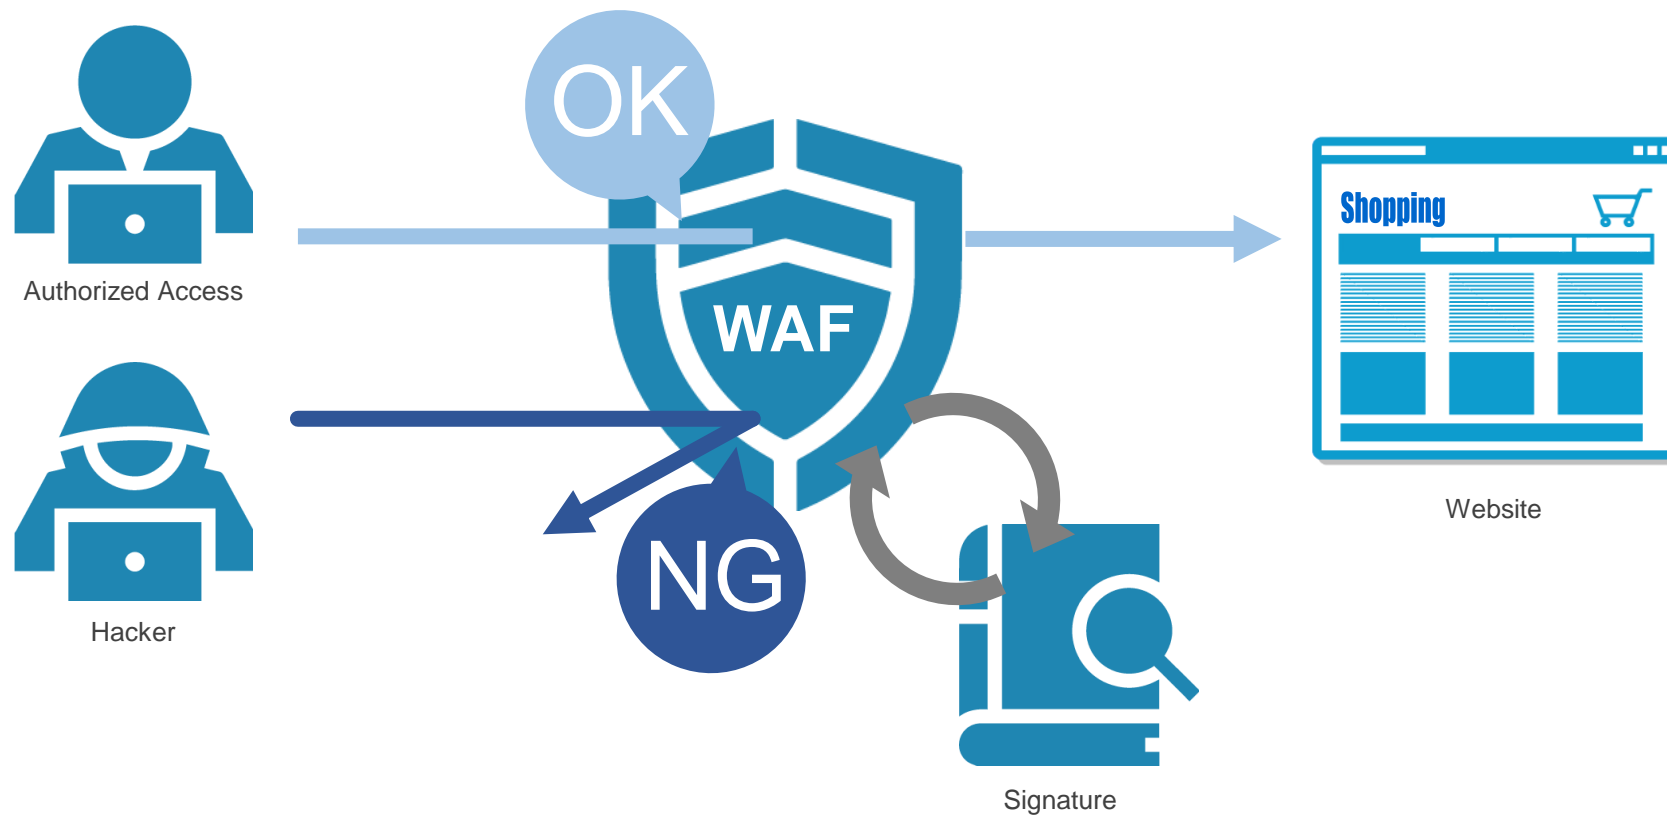 OK
Shopping
Authorized Access
WAF
Website
NG
Hacker
Signature